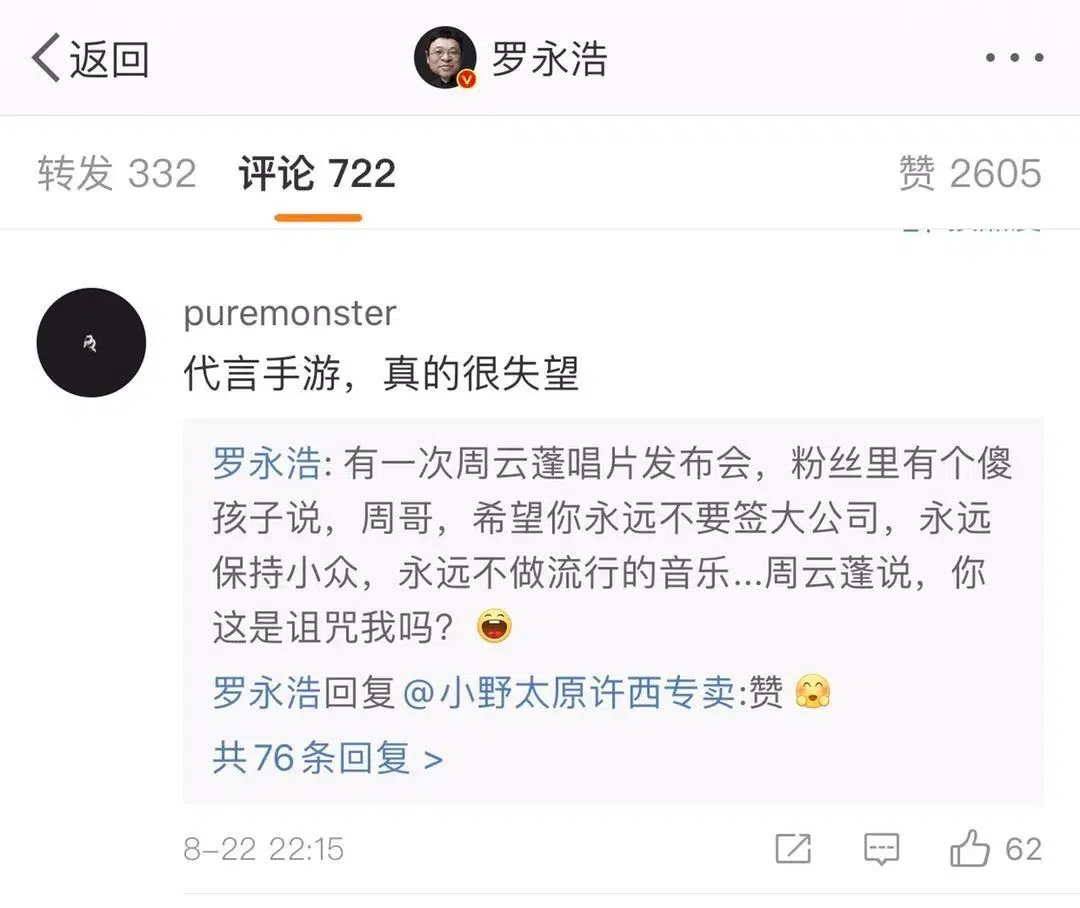 返回
罗永浩
转发 332 评论 722 赞 2605
puremonster
代言手游，真的很失望
罗永浩: 有一次周云蓬唱片发布会，粉丝里有个傻
孩子说，周哥，希望你永远不要签大公司，永远
保持小众，永远不做流行的音乐...周云蓬说，你
这是诅咒我吗？😄
罗永浩回复@小野太原许西专卖:赞🤗
共76条回复 >
8-22 22:15
62